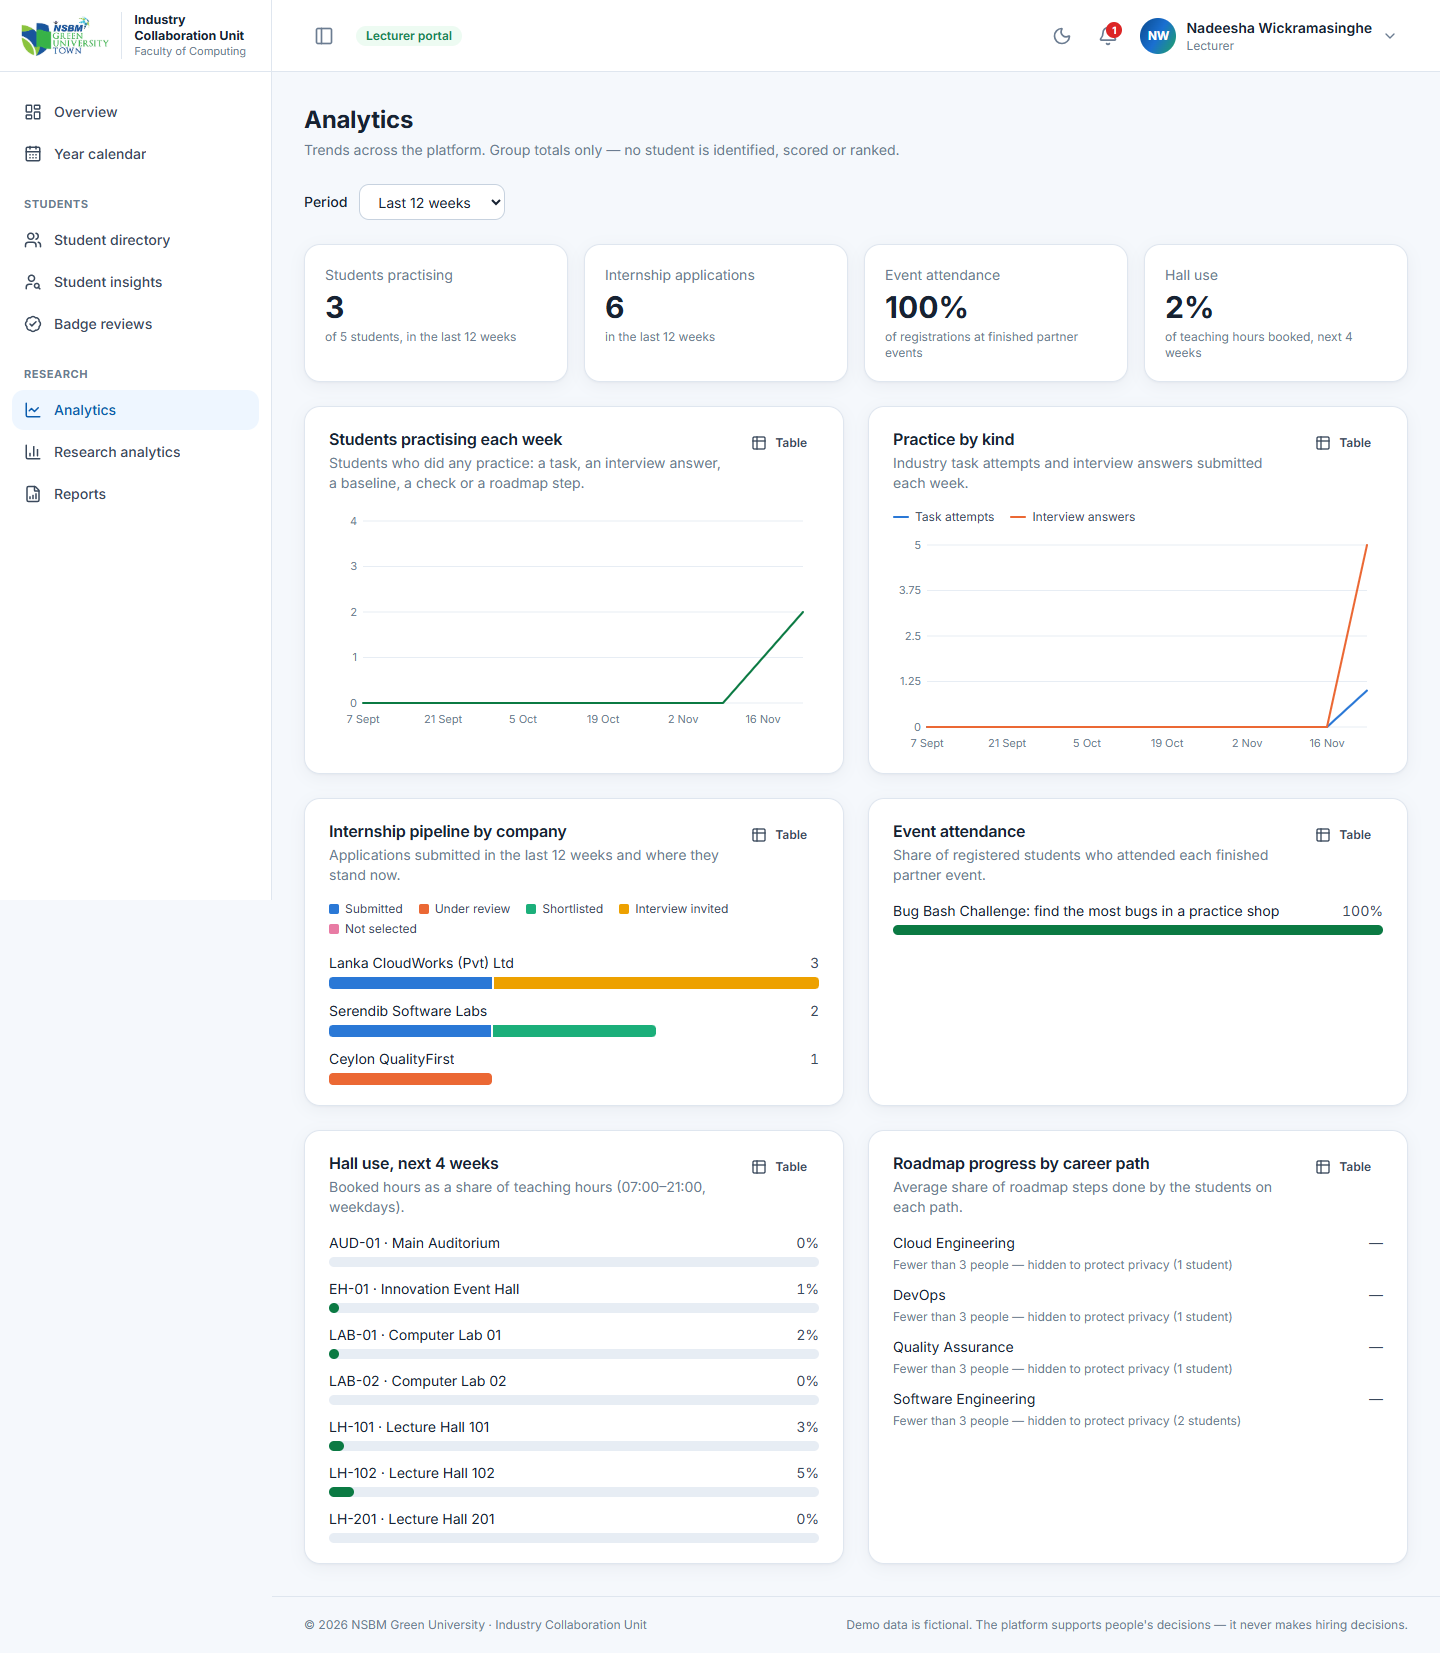 NSBM
GREEN
UNIVERSITY
TOWN
Industry
Collaboration Unit
Faculty of Computing
Lecturer portal
1
NW
Nadeesha Wickramasinghe
Lecturer
Overview
Year calendar
STUDENTS
Student directory
Student insights
Badge reviews
RESEARCH
Analytics
Research analytics
Reports
Analytics
Trends across the platform. Group totals only — no student is identified, scored or ranked.
Period
Last 12 weeks
Students practising
3
of 5 students, in the last 12 weeks
Internship applications
6
in the last 12 weeks
Event attendance
100%
of registrations at finished partner
events
Hall use
2%
of teaching hours booked, next 4
weeks
Students practising each week
Table
Students who did any practice: a task, an interview answer,
a baseline, a check or a roadmap step.
4
3
2
1
0
7 Sept 21 Sept 5 Oct 19 Oct 2 Nov 16 Nov
Practice by kind
Table
Industry task attempts and interview answers submitted
each week.
Task attempts Interview answers
5
3.75
2.5
1.25
0
7 Sept 21 Sept 5 Oct 19 Oct 2 Nov 16 Nov
Internship pipeline by company
Table
Applications submitted in the last 12 weeks and where they
stand now.
Submitted Under review Shortlisted Interview invited
Not selected
Lanka CloudWorks (Pvt) Ltd 3
Serendib Software Labs 2
Ceylon QualityFirst 1
Event attendance
Table
Share of registered students who attended each finished
partner event.
Bug Bash Challenge: find the most bugs in a practice shop 100%
Hall use, next 4 weeks
Table
Booked hours as a share of teaching hours (07:00–21:00,
weekdays).
AUD-01 · Main Auditorium 0%
EH-01 · Innovation Event Hall 1%
LAB-01 · Computer Lab 01 2%
LAB-02 · Computer Lab 02 0%
LH-101 · Lecture Hall 101 3%
LH-102 · Lecture Hall 102 5%
LH-201 · Lecture Hall 201 0%
Roadmap progress by career path
Table
Average share of roadmap steps done by the students on
each path.
Cloud Engineering —
Fewer than 3 people — hidden to protect privacy (1 student)
DevOps —
Fewer than 3 people — hidden to protect privacy (1 student)
Quality Assurance —
Fewer than 3 people — hidden to protect privacy (1 student)
Software Engineering —
Fewer than 3 people — hidden to protect privacy (2 students)
© 2026 NSBM Green University · Industry Collaboration Unit
Demo data is fictional. The platform supports people's decisions — it never makes hiring decisions.